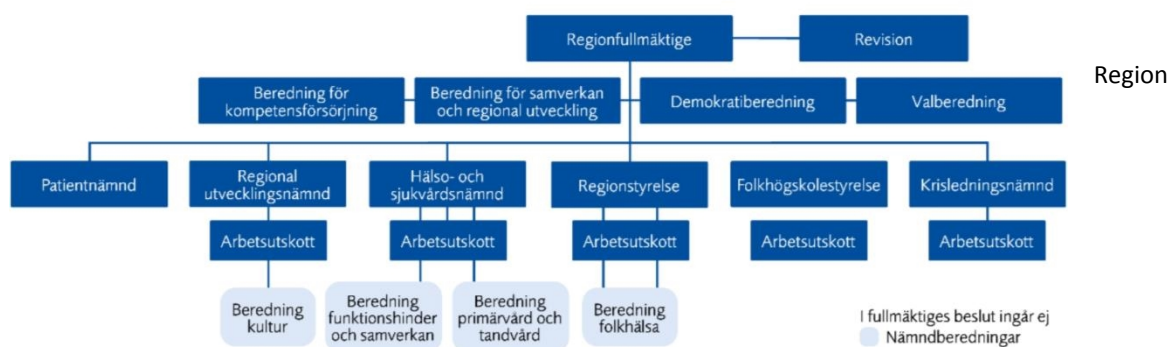 Regionfullmäktige
Revision
Region
Beredning för
kompetensförsörjning
Beredning för samverkan
och regional utveckling
Demokratiberedning
Valberedning
Patientnämnd
Regional
utvecklingsnämnd
Hälso- och
sjukvårdsnämnd
Regionstyrelse
Folkhögskolestyrelse
Krisledningsnämnd
Arbetsutskott
Arbetsutskott
Arbetsutskott
Arbetsutskott
Arbetsutskott
Beredning
kultur
Beredning
funktionshinder
och samverkan
Beredning
primärvård och
tandvård
Beredning
folkhälsa
I fullmäktiges beslut ingår ej
Nämndberedningar